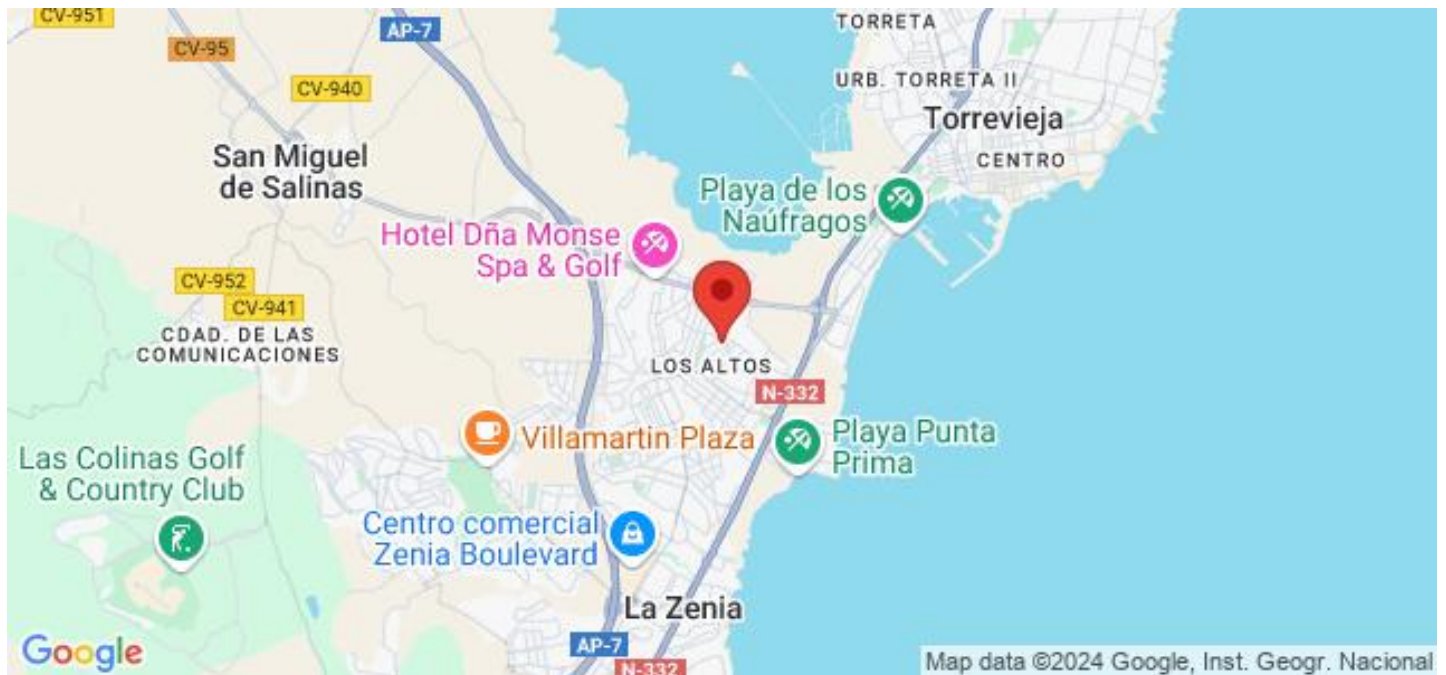 CV-951
CV-95
AP-7
TORRETA
CV-940
URB. TORRETA II
Torrevieja
CENTRO
San Miguel
de Salinas
Playa de los
Naúfragos
Hotel Dña Monse
Spa & Golf
CV-952
CV-941
CDAD. DE LAS
COMUNICACIONES
LOS ALTOS
N-332
Villamartin Plaza
Playa Punta
Prima
Las Colinas Golf
& Country Club
Centro comercial
Zenia Boulevard
La Zenia
AP-7
N-332
Google
Map data ©2024 Google, Inst. Geogr. Nacional